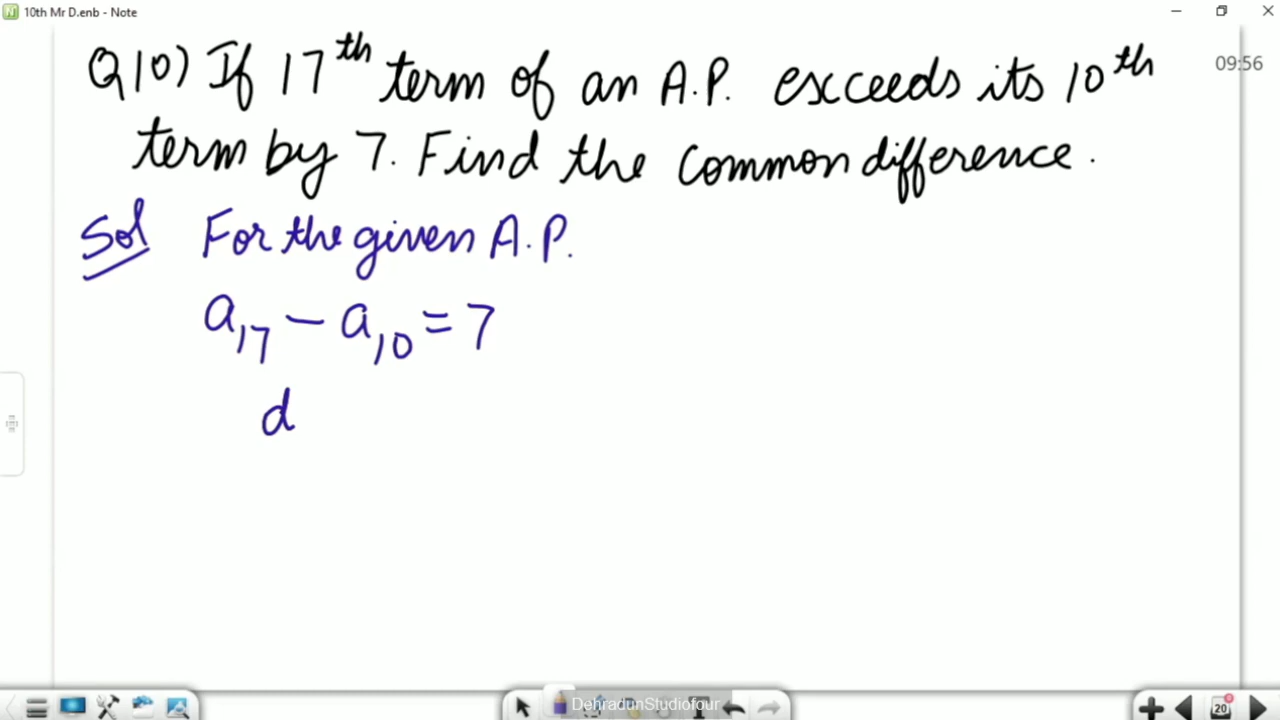 10th Mr D.enb - Note
09:56
Q10) If 17th term of an A.P. exceeds its 10th
term by 7. Find the common difference.
Sol For the given A.P.
a17 - a10 = 7
d
DehradunStudiofour
20